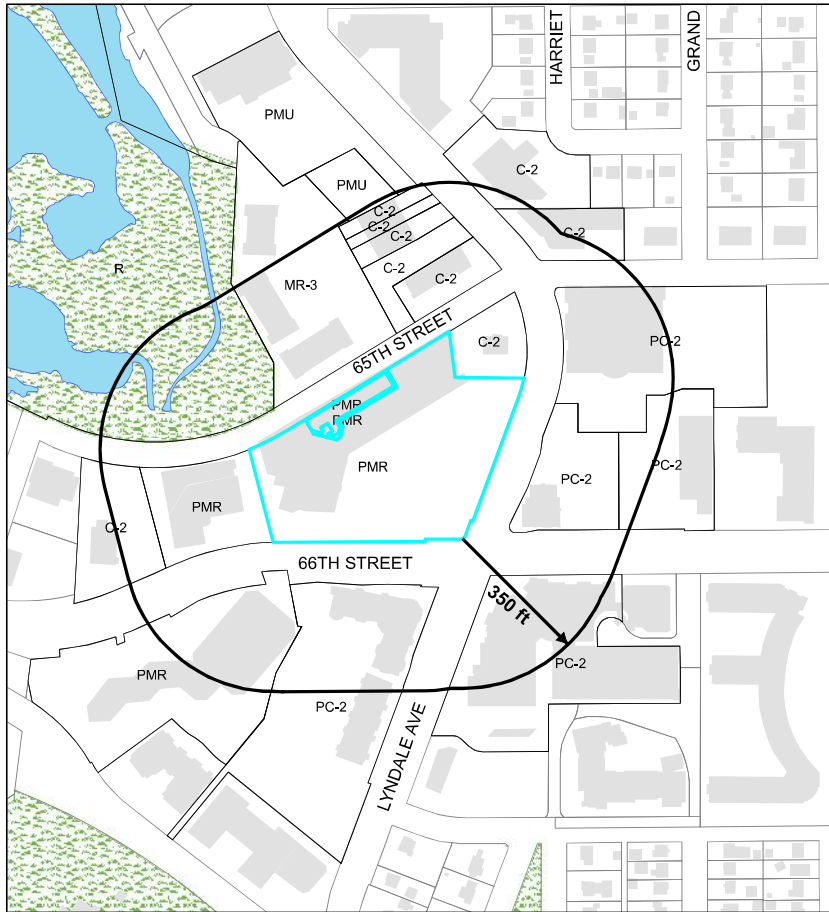 HARRIET
GRAND
PMU
C-2
PMU
C-2
C-2
C-2
C-2
C-2
C-2
R
MR-3
65TH STREET
C-2
PC-2
PMR
PMR
PMR
PC-2
PC-2
PMR
C-2
66TH STREET
350 ft
PC-2
PMR
PC-2
LYNDALE AVE